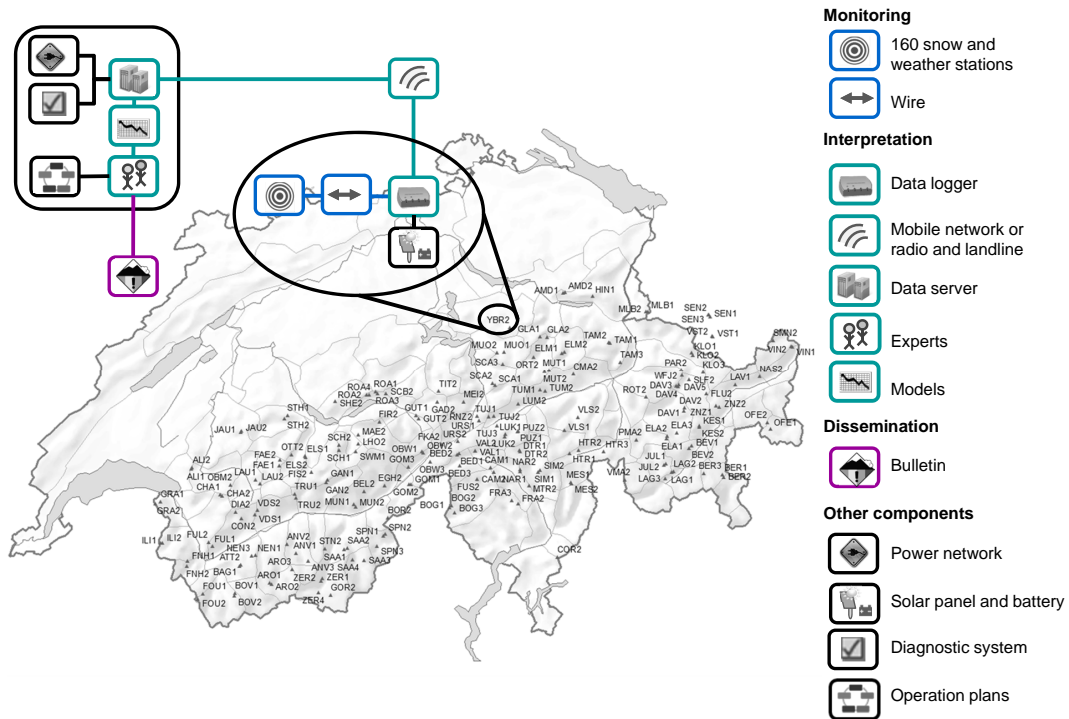 Monitoring
160 snow and
weather stations
Wire
Interpretation
Data logger
Mobile network or
radio and landline
Data server
Experts
Models
Dissemination
Bulletin
Other components
Power network
Solar panel and battery
Diagnostic system
Operation plans
AMD1 AMD2 HIN1
YBR2 MLB2 MLB1 SEN2 SEN1
SEN3
GLA1 GLA2 TAM2 VST2 VST1 SMN2
MUO2 MUO1 ELM1 ELM2 TAM1 KLO1 VIN2 VIN1
SCA3 ORT2 MUT1 TAM3 KLO2
CMA2 PAR2 KLO3 NAS2
SCA2 SCA1 MUT2 WFJ2 SLF2 LAV1
ROA4 ROA1 TIT2 TUM1 TUM2 ROT2 DAV3 DAV5
ROA2 SCB2 MEI2 DAV4 FLU2
SHE2 ROA3 LUM2 DAV2 ZNZ2
STH1 GUT1 GAD2 TUJ1 VLS2 DAV1 ZNZ1 OFE2
FIR2 GUT2 RNZ2 TUJ2 KES1 OFE1
STH2 URS1 LUK1 PUZ2 VLS1 ELA2 ELA3
JAU1 JAU2 MAE2 FKA2 URS2 TUJ3 PUZ1 PMA2 KES2
SCH2 LHO2 OBW2 VAL2 LUK2 DTR1 HTR2 HTR3 ELA1 BEV1
OTT2 ELS1 OBW1 BED2 VAL1 DTR2 BEV2
FAE2 SCH1 SWM1 GOM3 BED1 CAM1 NAR2 HTR1 JUL1
ALI2 FAE1 ELS2 OBW3 SIM2 JUL2 LAG2 BER3 BER1
ALI1 OBM2 LAU1 LAU2 FIS2 GAN1 EGH2 GOM1 BED3 CAM2 NAR1 SIM1 MES1 VMA2 LAG3 LAG1 BER2
CHA1 TRU1 BEL2 FUS2 MTR2 MES2
GRA1 CHA2 GAN2 GOM2 BOG2 FRA3 FRA2
GRA2 DIA2 VDS2 TRU2 MUN1 MUN2 BOR2 BOG1 BOG3
VDS1
CON2 SPN2
ILI1 ILI2 FUL2 FUL1 ANV2 STN2 SPN1 COR2
NEN3 NEN1 ANV1 SAA2
FNH1 ATT2 ARO3 SAA1 SPN3
SAA3
FNH2 BAG1 ARO1 ANV3 SAA4
FOU1 BOV1 ARO2 ZER2 ZER1
GOR2
FOU2 BOV2 ZER4